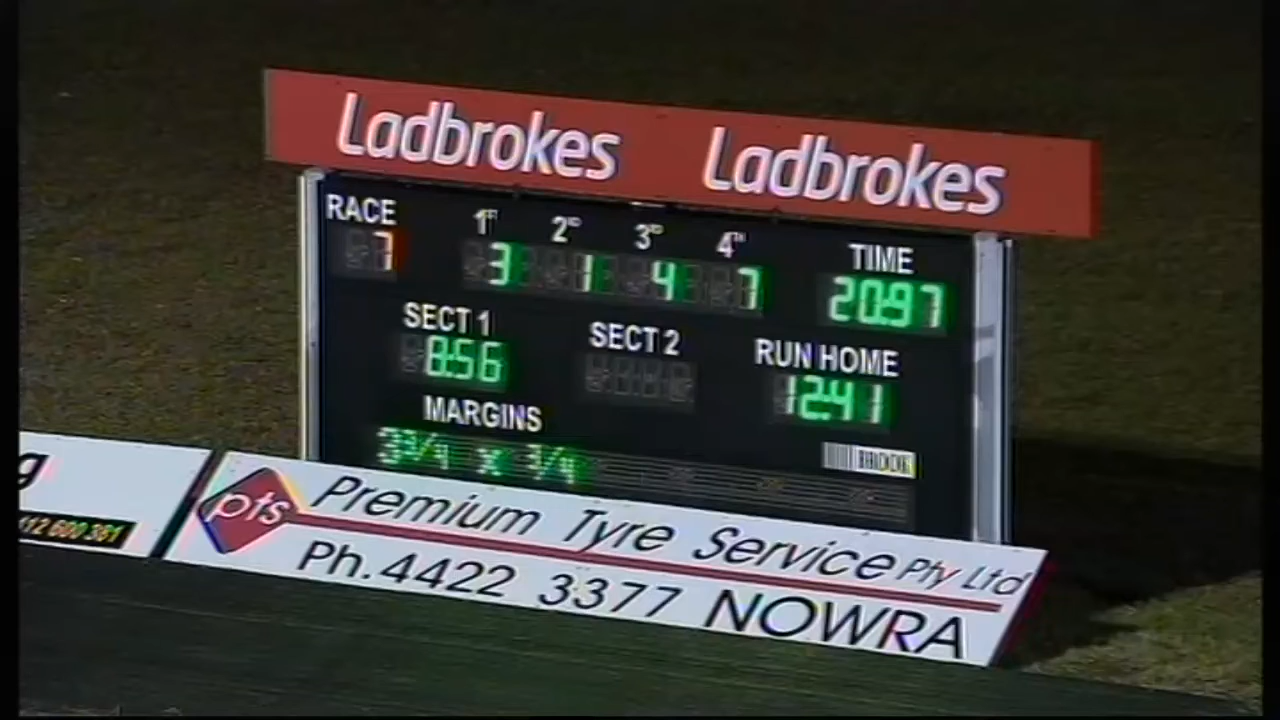 Ladbrokes Ladbrokes
RACE 1ST 2ND 3RD 4TH TIME
7 3 1 4 7 20.97
SECT 1 SECT 2 RUN HOME
8.56 12.41
MARGINS
3 3/4 x 3/4
g
pts Premium Tyre Service Pty Ltd
Ph. 4422 3377 NOWRA